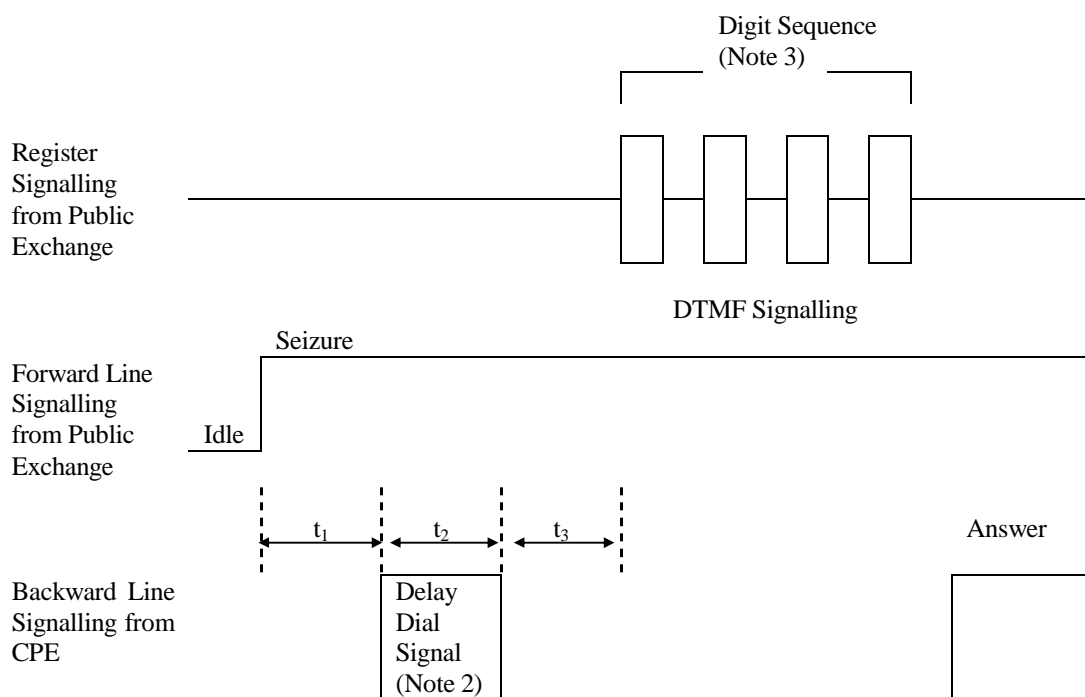 Digit Sequence
(Note 3)
Register
Signalling
from Public
Exchange
DTMF Signalling
Seizure
Forward Line
Signalling
from Public
Exchange
Idle
t₁
t₂
t₃
Answer
Backward Line
Signalling from
CPE
Delay
Dial
Signal
(Note 2)